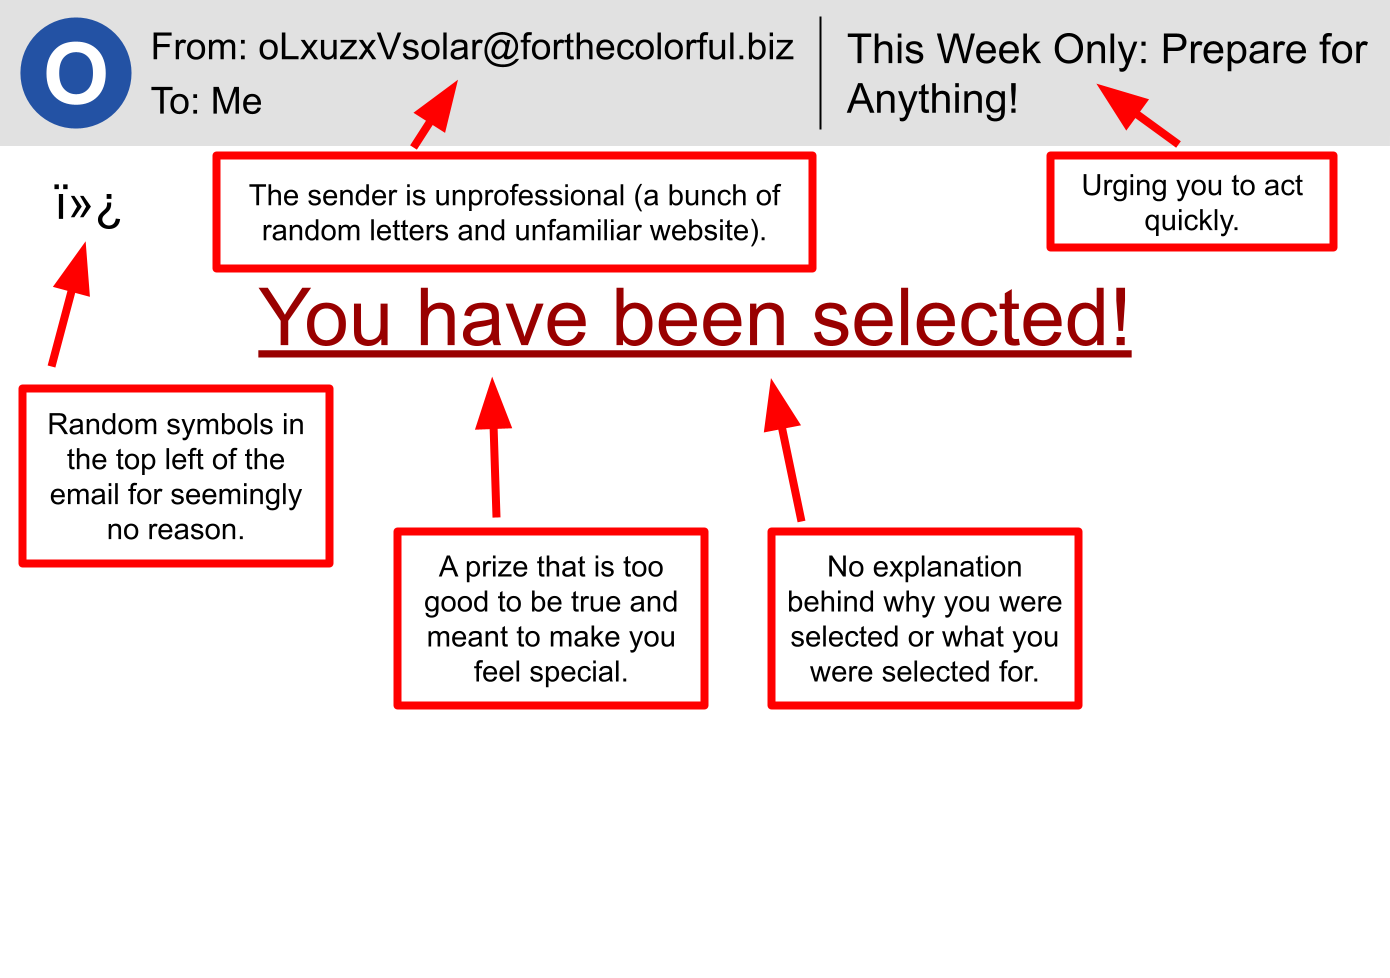 O
From: oLxuzxVsolar@forthecolorful.biz
To: Me
This Week Only: Prepare for
Anything!
ï»¿
The sender is unprofessional (a bunch of
random letters and unfamiliar website).
Urging you to act
quickly.
You have been selected!
Random symbols in
the top left of the
email for seemingly
no reason.
A prize that is too
good to be true and
meant to make you
feel special.
No explanation
behind why you were
selected or what you
were selected for.